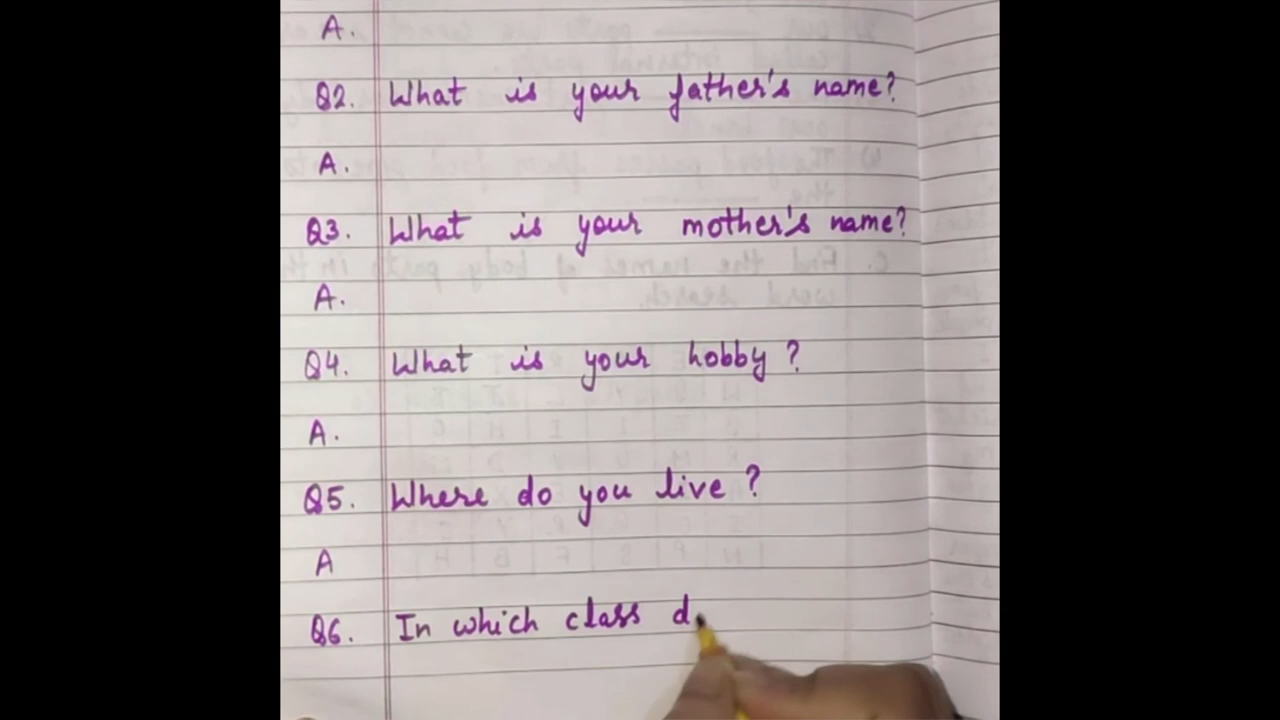 A.
Q2. What is your father's name?
A.
Q3. What is your mother's name?
A.
Q4. What is your hobby?
A.
Q5. Where do you live?
A
Q6. In which class d